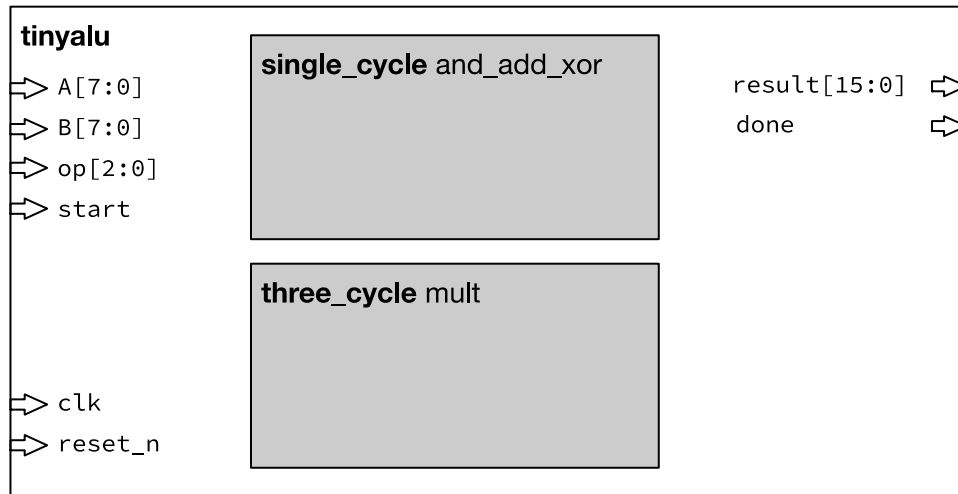 tinyalu
A[7:0]
B[7:0]
op[2:0]
start
clk
reset_n
single_cycle and_add_xor
three_cycle mult
result[15:0]
done